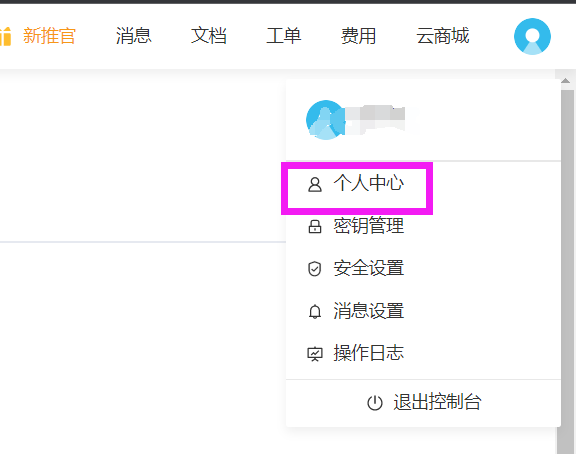 新推官 消息 文档 工单 费用 云商城
个人中心
密钥管理
安全设置
消息设置
操作日志
退出控制台